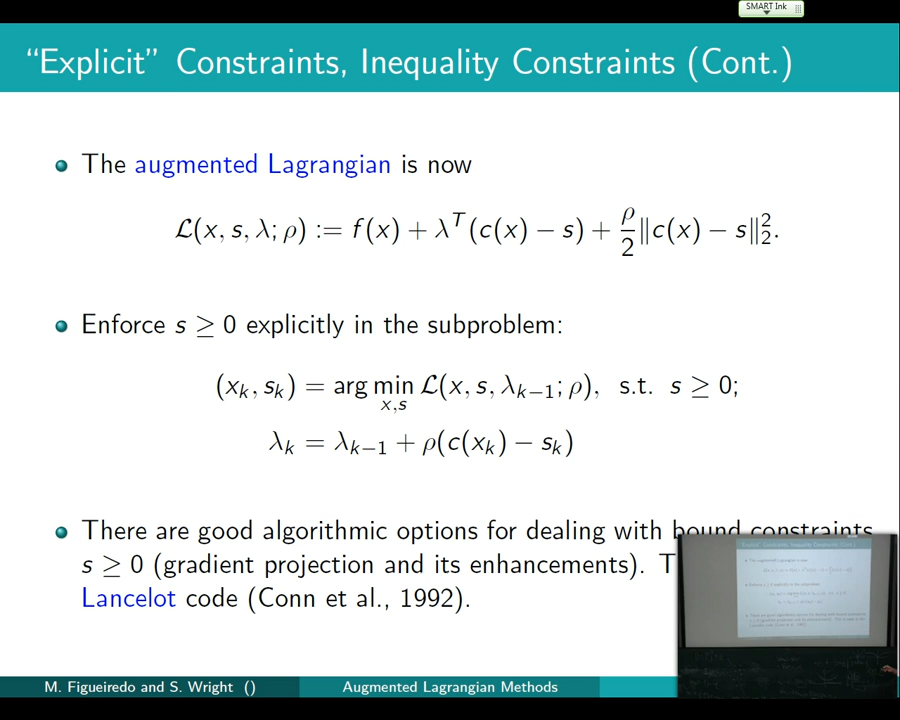 SMART Ink
“Explicit” Constraints, Inequality Constraints (Cont.)
The augmented Lagrangian is now
ℒ(x, s, λ; ρ) := f(x) + λ^T(c(x) − s) + ρ/2 ‖c(x) − s‖₂².
Enforce s ≥ 0 explicitly in the subproblem:
(x_k, s_k) = arg min_{x,s} ℒ(x, s, λ_{k−1}; ρ), s.t. s ≥ 0;
λ_k = λ_{k−1} + ρ(c(x_k) − s_k)
There are good algorithmic options for dealing with bound constraints
s ≥ 0 (gradient projection and its enhancements). T
Lancelot code (Conn et al., 1992).
M. Figueiredo and S. Wright () Augmented Lagrangian Methods